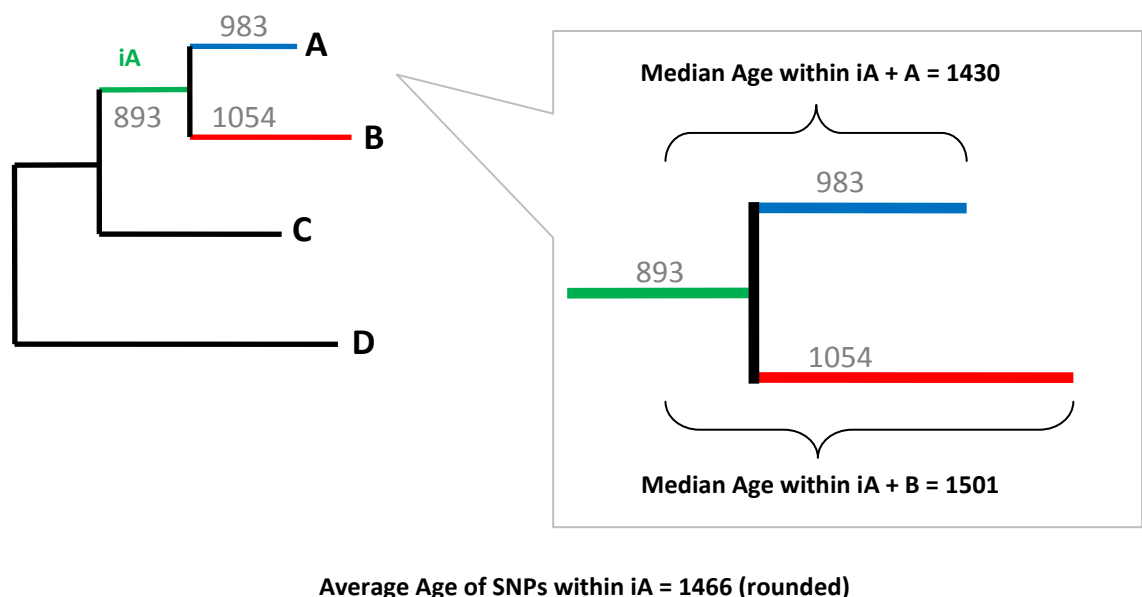 983
A
iA
893
1054
B
C
D
Median Age within iA + A = 1430
983
893
1054
Median Age within iA + B = 1501
Average Age of SNPs within iA = 1466 (rounded)